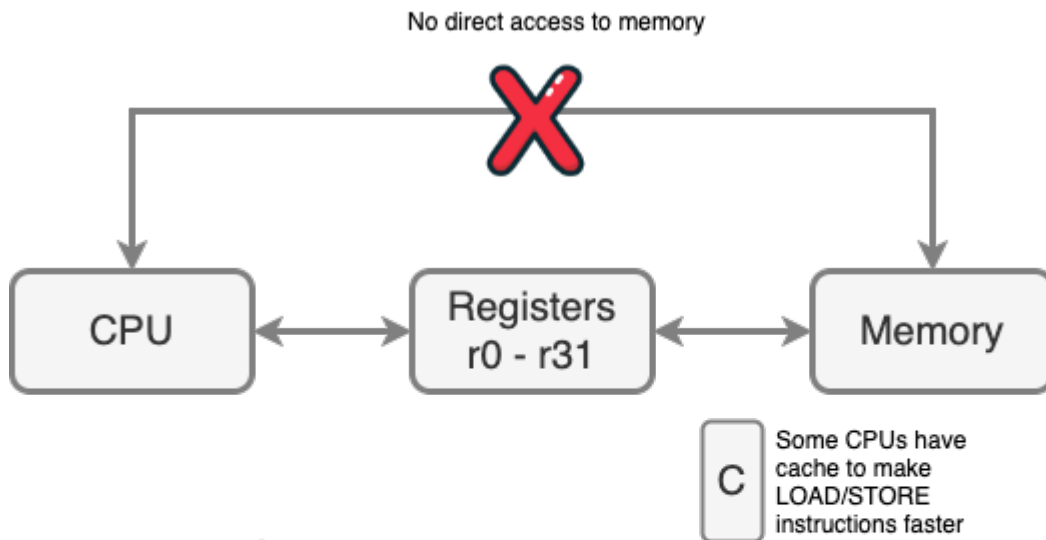 No direct access to memory
CPU
Registers
r0 - r31
Memory
C
Some CPUs have
cache to make
LOAD/STORE
instructions faster